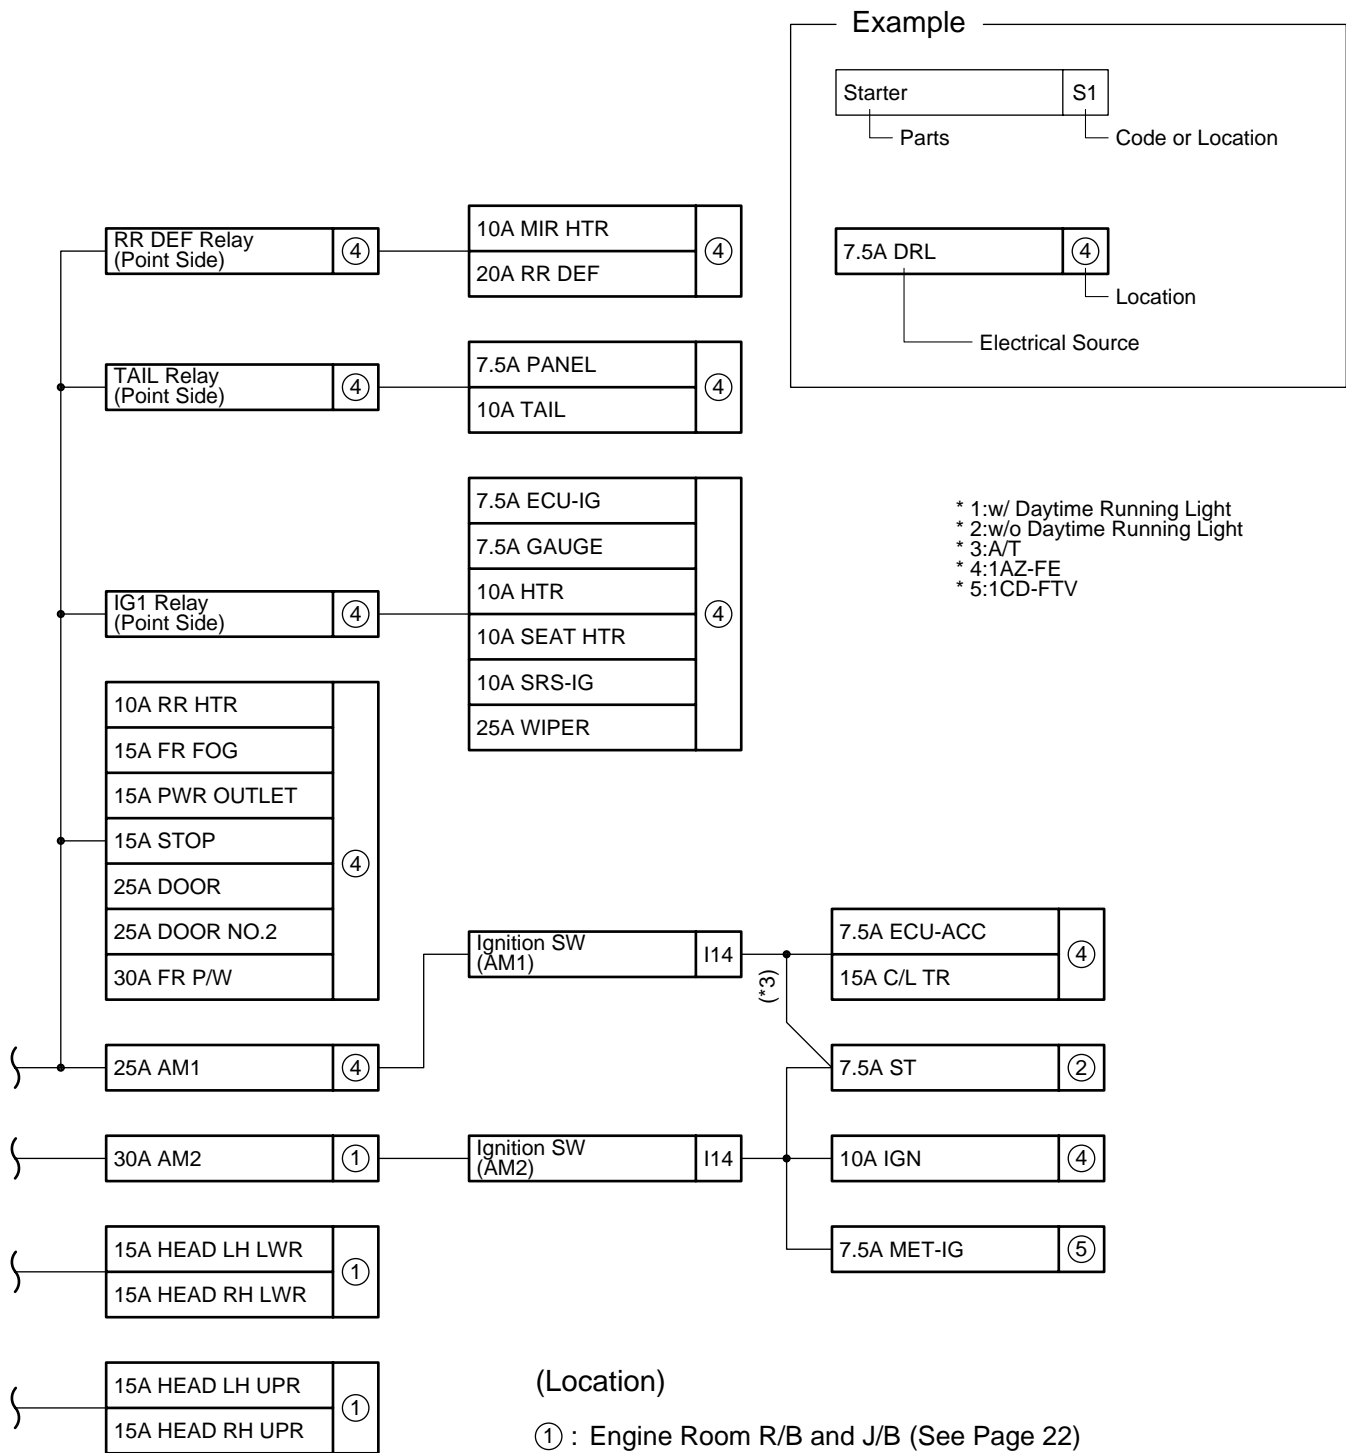 Example
Starter
S1
Parts
Code or Location
7.5A DRL
4
Location
Electrical Source
RR DEF Relay
(Point Side)
4
10A MIR HTR
20A RR DEF
4
TAIL Relay
(Point Side)
4
7.5A PANEL
10A TAIL
4
* 1:w/ Daytime Running Light
* 2:w/o Daytime Running Light
* 3:A/T
* 4:1AZ-FE
* 5:1CD-FTV
IG1 Relay
(Point Side)
4
7.5A ECU-IG
7.5A GAUGE
10A HTR
10A SEAT HTR
10A SRS-IG
25A WIPER
4
10A RR HTR
15A FR FOG
15A PWR OUTLET
15A STOP
25A DOOR
25A DOOR NO.2
30A FR P/W
4
Ignition SW
(AM1)
I14
(*3)
7.5A ECU-ACC
15A C/L TR
4
25A AM1
4
7.5A ST
2
30A AM2
1
Ignition SW
(AM2)
I14
10A IGN
4
7.5A MET-IG
5
15A HEAD LH LWR
15A HEAD RH LWR
1
15A HEAD LH UPR
15A HEAD RH UPR
1
(Location)
1 : Engine Room R/B and J/B (See Page 22)